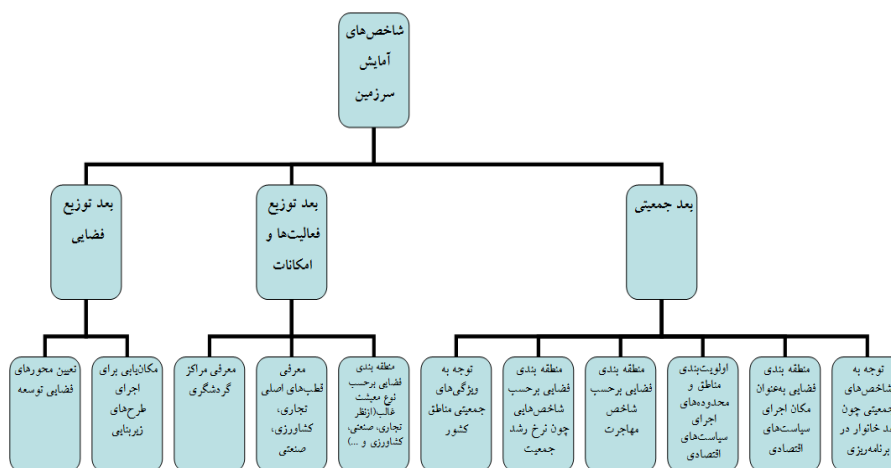 شاخص‌های
آمایش
سرزمین
بعد جمعیتی
بعد توزیع
فعالیت‌ها و
امکانات
بعد توزیع
فضایی
توجه به
شاخص‌های
جمعیتی چون
بعد خانوار در
برنامه‌ریزی
منطقه بندی
فضایی به‌عنوان
مکان اجرای
سیاست‌های
اقتصادی
اولویت‌بندی
مناطق و
محدوده‌های
اجرای
سیاست‌های
اقتصادی
منطقه بندی
فضایی برحسب
شاخص
مهاجرت
منطقه بندی
فضایی برحسب
شاخص‌هایی
چون نرخ رشد
جمعیت
توجه به
ویژگی‌های
جمعیتی مناطق
کشور
منطقه بندی
فضایی برحسب
نوع معیشت
غالب(ازنظر
تجاری، صنعتی،
کشاورزی و ...)
معرفی
قطب‌های اصلی
تجاری،
کشاورزی،
صنعتی
معرفی مراکز
گردشگری
مکان‌یابی برای
اجرای
طرح‌های
زیربنایی
تعیین محورهای
فضایی توسعه